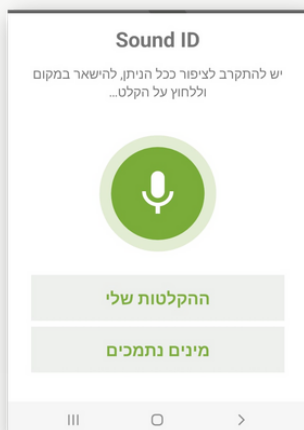 Sound ID
יש להתקרב לציפור ככל הניתן, להישאר במקום
וללחוץ על הקלט...
ההקלטות שלי
מינים נתמכים